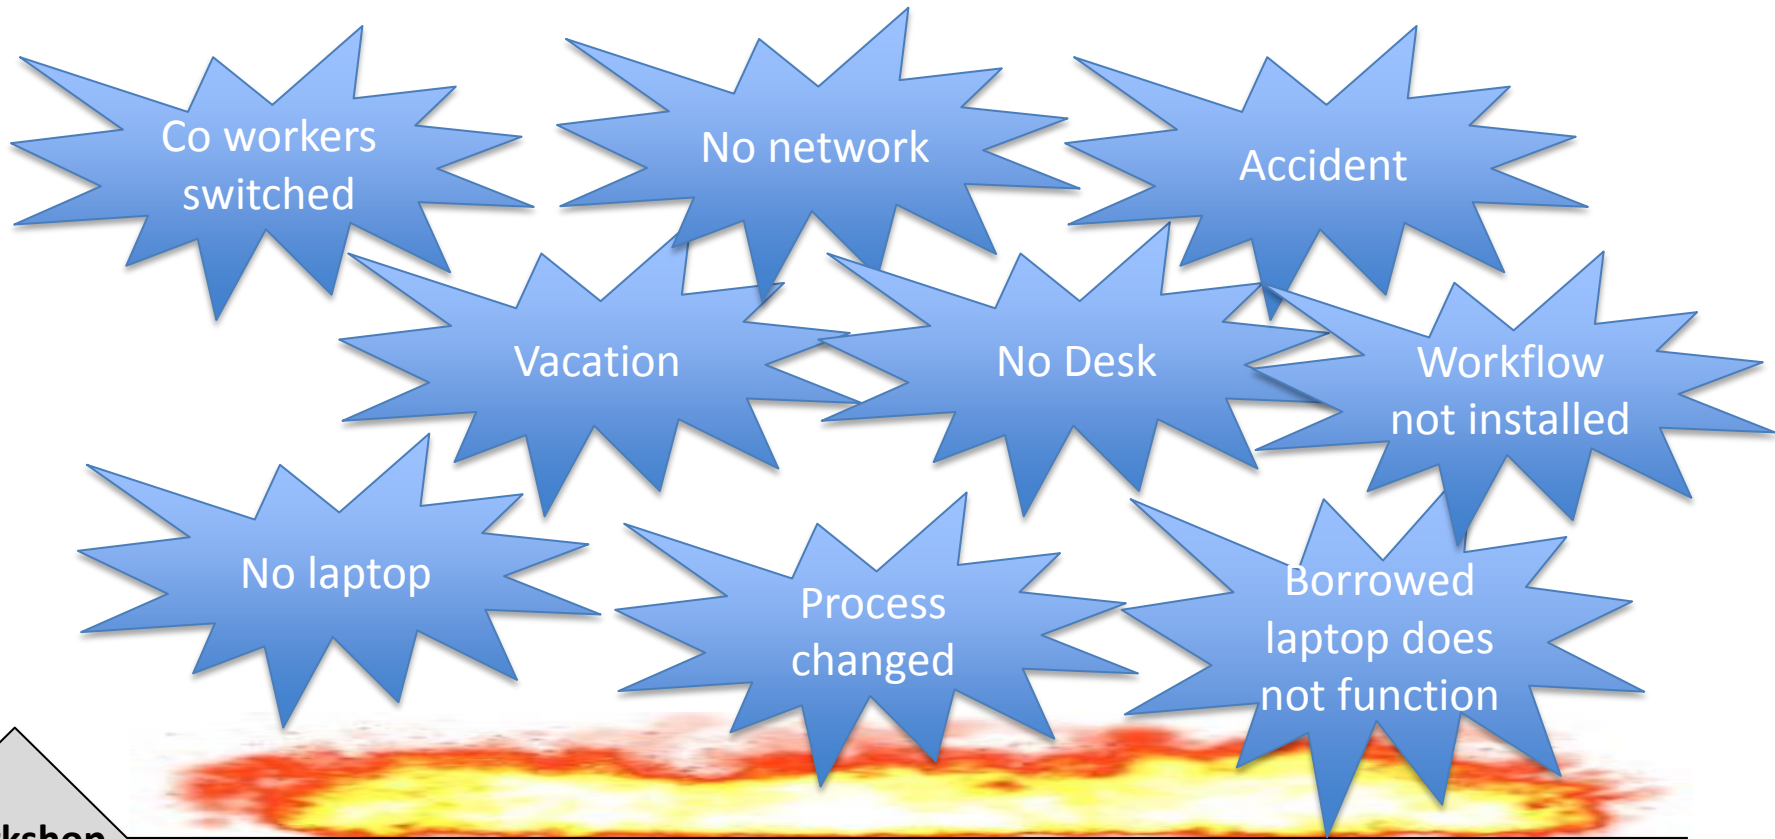 Co workers
switched
No network
Accident
Vacation
No Desk
Workflow
not installed
No laptop
Process
changed
Borrowed
laptop does
not function